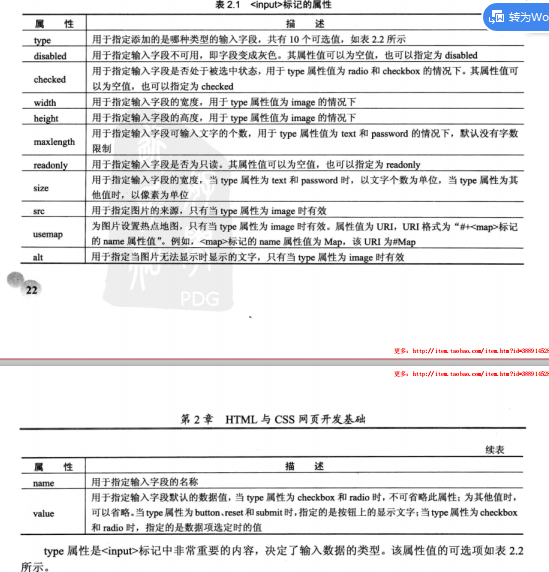 表 2.1 <input>标记的属性
转为Wo
属 性 描 述
type 用于指定添加的是哪种类型的输入字段，共有 10 个可选值，如表 2.2 所示
disabled 用于指定输入字段不可用，即字段变成灰色。其属性值可以为空值，也可以指定为 disabled
checked 用于指定输入字段是否处于被选中状态，用于 type 属性值为 radio 和 checkbox 的情况下。其属性值可
以为空值，也可以指定为 checked
width 用于指定输入字段的宽度，用于 type 属性值为 image 的情况下
height 用于指定输入字段的高度，用于 type 属性值为 image 的情况下
maxlength 用于指定输入字段可输入文字的个数，用于 type 属性值为 text 和 password 的情况下，默认没有字数
限制
readonly 用于指定输入字段是否为只读。其属性值可以为空值，也可以指定为 readonly
size 用于指定输入字段的宽度，当 type 属性为 text 和 password 时，以文字个数为单位，当 type 属性为其
他值时，以像素为单位
src 用于指定图片的来源，只有当 type 属性为 image 时有效
usemap 为图片设置热点地图，只有当 type 属性为 image 时有效。属性值为 URI，URI 格式为“#+<map>标记
的 name 属性值”。例如，<map>标记的 name 属性值为 Map，该 URI 为#Map
alt 用于指定当图片无法显示时显示的文字，只有当 type 属性为 image 时有效
PDG
22
更多：http://item.taobao.com/item.htm?id=38891452
更多：http://item.taobao.com/item.htm?id=38891452
第 2 章 HTML 与 CSS 网页开发基础
续表
属 性 描 述
name 用于指定输入字段的名称
value 用于指定输入字段默认的数据值，当 type 属性为 checkbox 和 radio 时，不可省略此属性；为其他值时，
可以省略。当 type 属性为 button、reset 和 submit 时，指定的是按钮上的显示文字；当 type 属性为 checkbox
和 radio 时，指定的是数据项选定时的值
type 属性是<input>标记中非常重要的内容，决定了输入数据的类型。该属性值的可选项如表 2.2
所示。